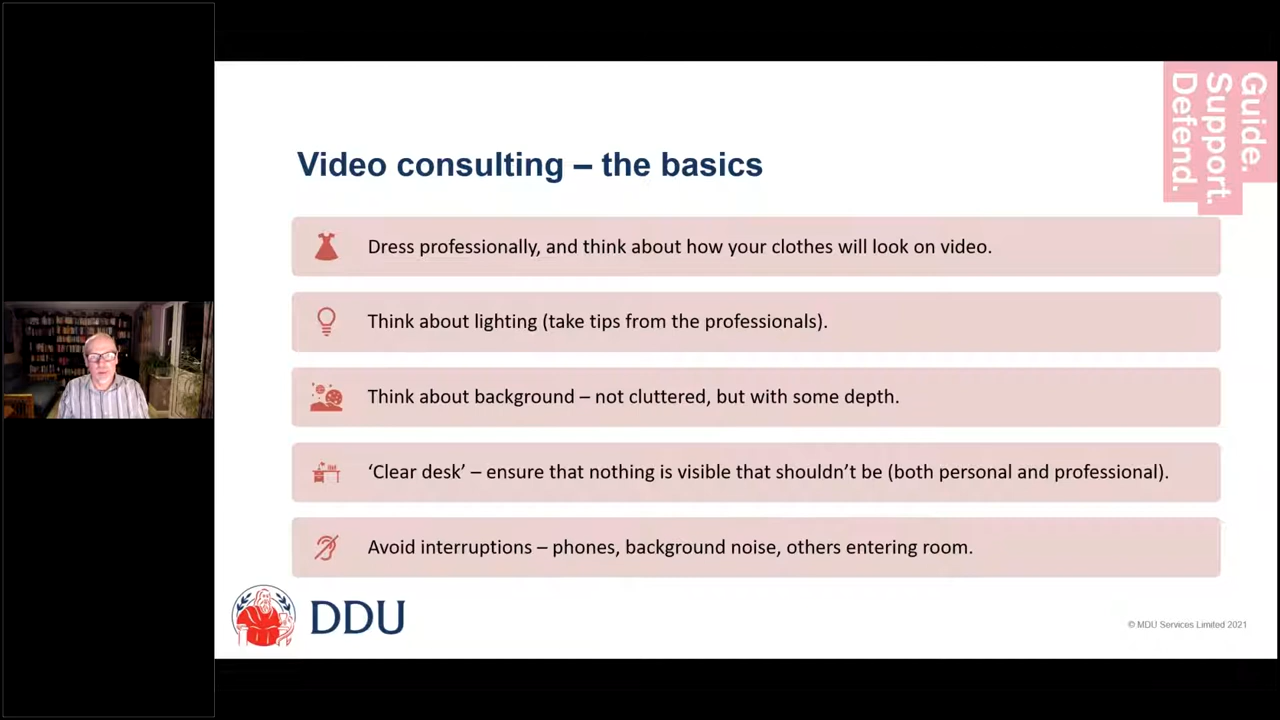 Guide.
Support.
Defend.
Video consulting – the basics
Dress professionally, and think about how your clothes will look on video.
Think about lighting (take tips from the professionals).
Think about background – not cluttered, but with some depth.
‘Clear desk’ – ensure that nothing is visible that shouldn’t be (both personal and professional).
Avoid interruptions – phones, background noise, others entering room.
DDU
© MDU Services Limited 2021